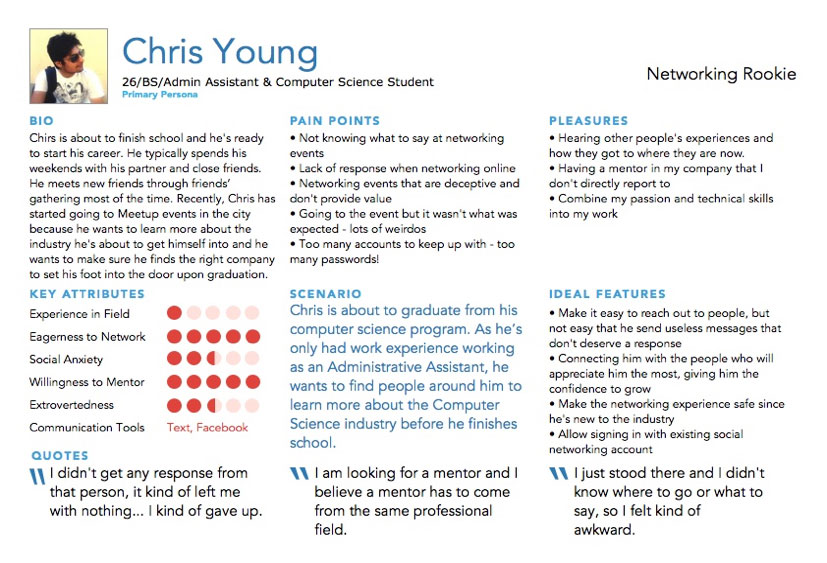 Chris Young
26/BS/Admin Assistant & Computer Science Student
Primary Persona
Networking Rookie
BIO
Chirs is about to finish school and he's ready
to start his career. He typically spends his
weekends with his partner and close friends.
He meets new friends through friends’
gathering most of the time. Recently, Chris has
started going to Meetup events in the city
because he wants to learn more about the
industry he's about to get himself into and he
wants to make sure he finds the right company
to set his foot into the door upon graduation.
PAIN POINTS
• Not knowing what to say at networking
events
• Lack of response when networking online
• Networking events that are deceptive and
don't provide value
• Going to the event but it wasn't what was
expected - lots of weirdos
• Too many accounts to keep up with - too
many passwords!
PLEASURES
• Hearing other people's experiences and
how they got to where they are now.
• Having a mentor in my company that I
don't directly report to
• Combine my passion and technical skills
into my work
KEY ATTRIBUTES
Experience in Field
Eagerness to Network
Social Anxiety
Willingness to Mentor
Extrovertedness
Communication Tools Text, Facebook
SCENARIO
Chris is about to graduate from his
computer science program. As he’s
only had work experience working
as an Administrative Assistant, he
wants to find people around him to
learn more about the Computer
Science industry before he finishes
school.
IDEAL FEATURES
• Make it easy to reach out to people, but
not easy that he send useless messages that
don't deserve a response
• Connecting him with the people who will
appreciate him the most, giving him the
confidence to grow
• Make the networking experience safe since
he's new to the industry
• Allow signing in with existing social
networking account
QUOTES
" I didn't get any response from
that person, it kind of left me
with nothing... I kind of gave up.
" I am looking for a mentor and I
believe a mentor has to come
from the same professional
field.
" I just stood there and I didn't
know where to go or what to
say, so I felt kind of
awkward.